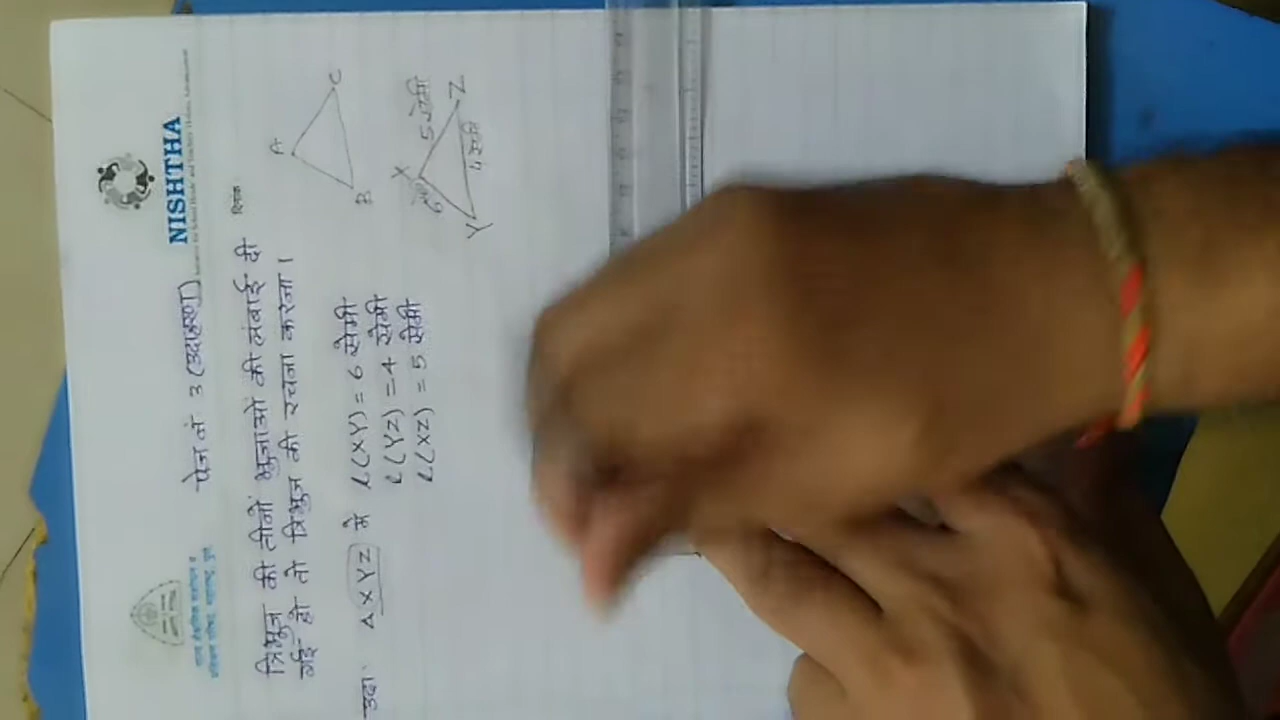 NISHTHA
दिनांक
पेज नं 3 (उदाहरण)
त्रिभुज की तीनों भुजाओं की लंबाई दी
गई हो तो त्रिभुज की रचना करना।
A
B
C
उदा. △XYZ में l(XY) = 6 सेमी
l(YZ) = 4 सेमी
l(XZ) = 5 सेमी
X
6 सेमी
5 सेमी
Y
4 सेमी
Z